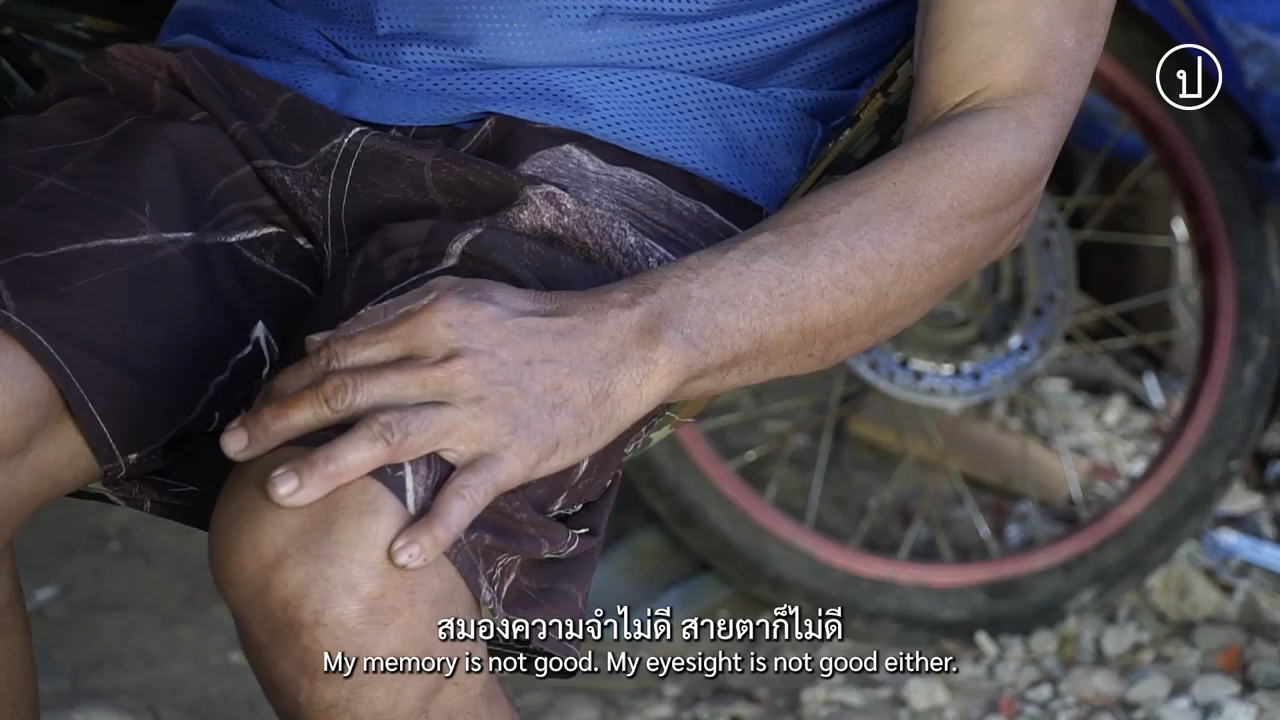 ป
สมองความจำไม่ดี สายตาก็ไม่ดี
My memory is not good. My eyesight is not good either.